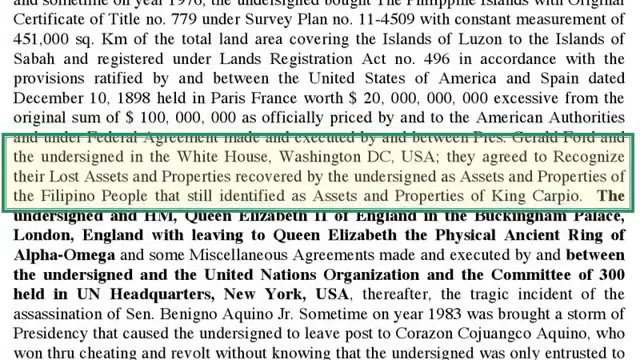 and sometime on year 1976, the undersigned bought The Philippine Islands with Original
Certificate of Title no. 779 under Survey Plan no. 11-4509 with constant measurement of
451,000 sq. Km of the total land area covering the Islands of Luzon to the Islands of
Sabah and registered under Lands Registration Act no. 496 in accordance with the
provisions ratified by and between the United States of America and Spain dated
December 10, 1898 held in Paris France worth $ 20, 000, 000, 000 excessive from the
original sum of $ 100, 000, 000 as officially priced by and to the American Authorities
and under Federal Agreement made and executed by and between Pres. Gerald Ford and
the undersigned in the White House, Washington DC, USA; they agreed to Recognize
their Lost Assets and Properties recovered by the undersigned as Assets and Properties of
the Filipino People that still identified as Assets and Properties of King Carpio. The
undersigned and HM, Queen Elizabeth II of England in the Buckingham Palace,
London, England with leaving to Queen Elizabeth the Physical Ancient Ring of
Alpha-Omega and some Miscellaneous Agreements made and executed by and between
the undersigned and the United Nations Organization and the Committee of 300
held in UN Headquarters, New York, USA, thereafter, the tragic incident of the
assassination of Sen. Benigno Aquino Jr. Sometime on year 1983 was brought a storm of
Presidency that caused the undersigned to leave post to Corazon Cojuangco Aquino, who
won thru cheating and revolt without knowing that the undersigned was only entrusted to